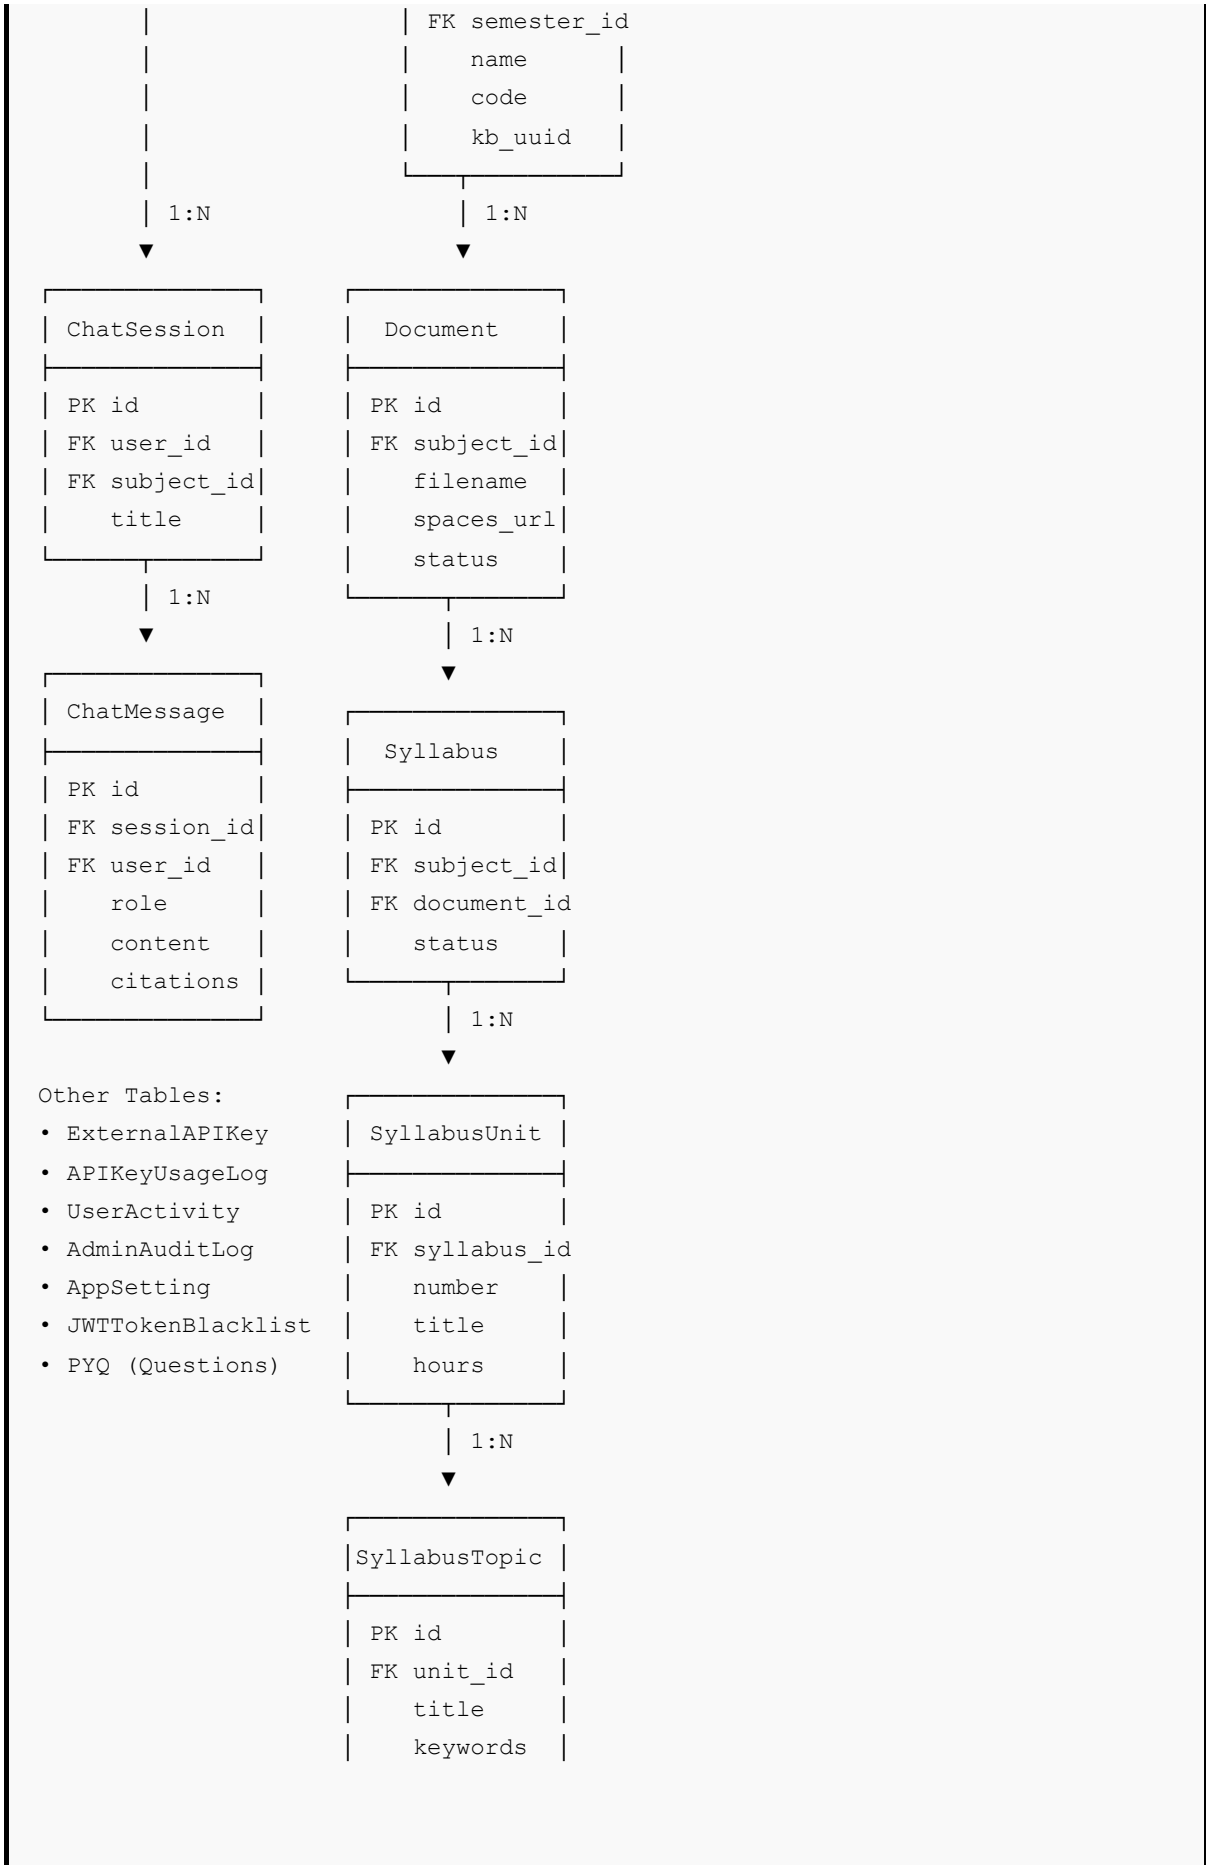 FK semester_id
name
code
kb_uuid
1:N 1:N
ChatSession Document
PK id PK id
FK user_id FK subject_id
FK subject_id filename
title spaces_url
status
1:N
1:N
ChatMessage
Syllabus
PK id
FK session_id PK id
FK user_id FK subject_id
role FK document_id
content status
citations
1:N
Other Tables:
• ExternalAPIKey SyllabusUnit
• APIKeyUsageLog
• UserActivity PK id
• AdminAuditLog FK syllabus_id
• AppSetting number
• JWTTokenBlacklist title
• PYQ (Questions) hours
1:N
SyllabusTopic
PK id
FK unit_id
title
keywords